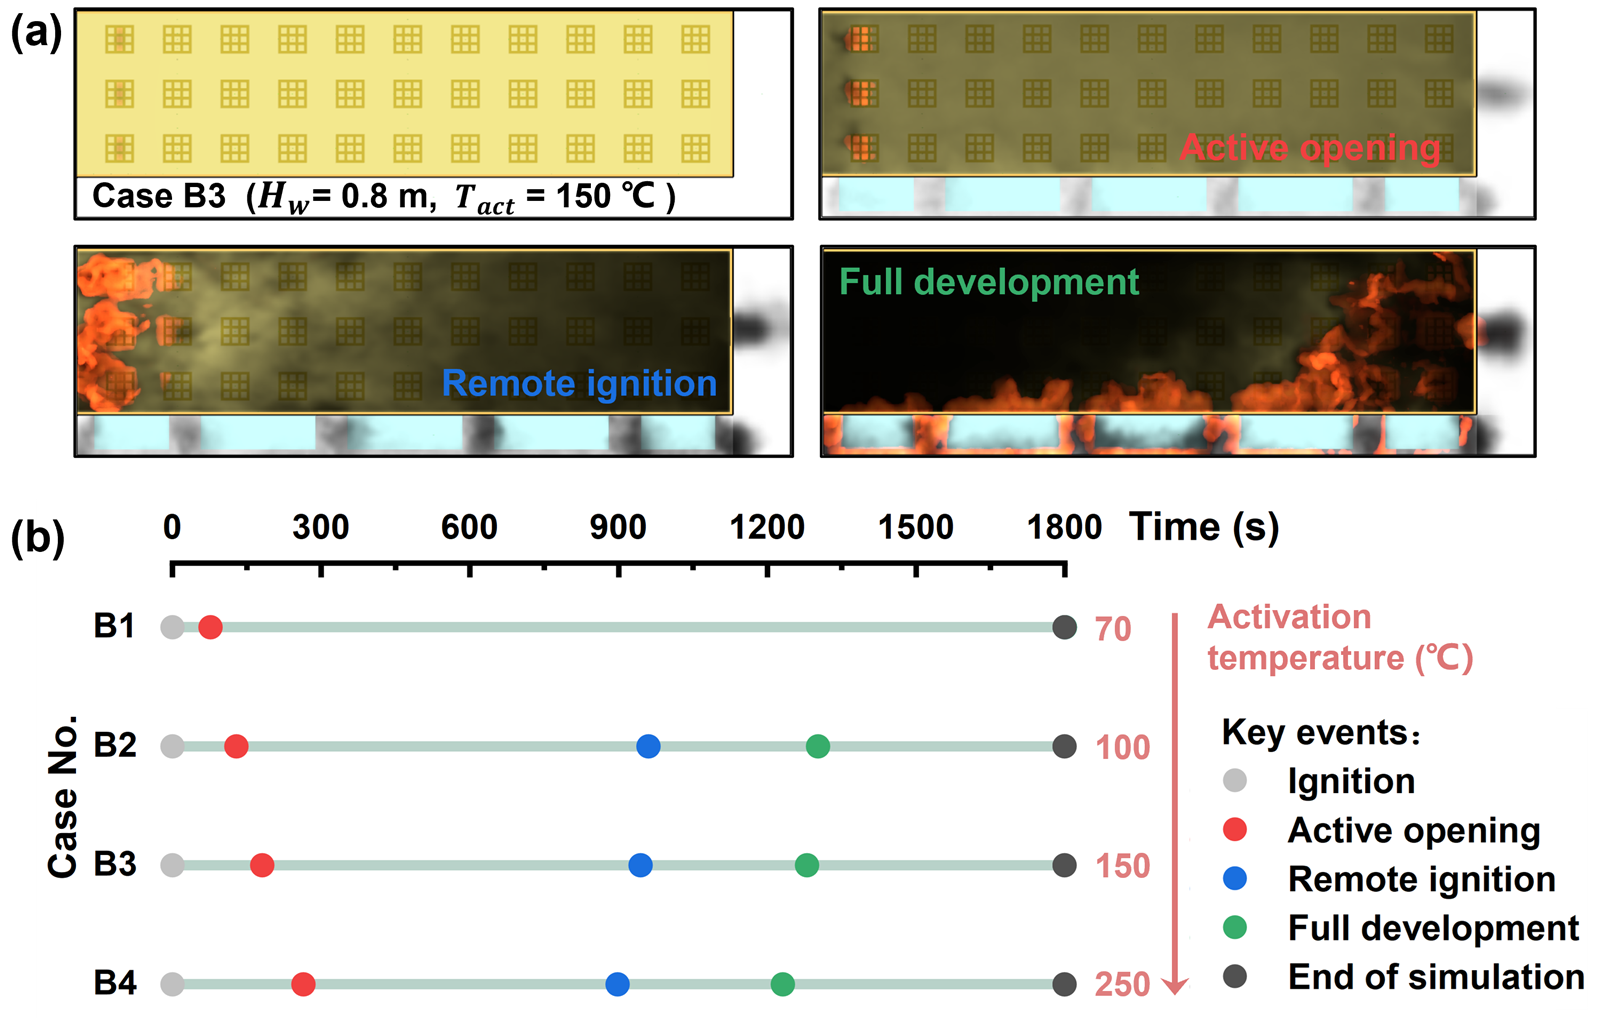 (a)
Case B3 (H_w= 0.8 m, T_act = 150 ℃ )
Active opening
Remote ignition
Full development
(b)
0 300 600 900 1200 1500 1800 Time (s)
Case No.
B1 70
B2 100
B3 150
B4 250
Activation
temperature (℃)
Key events：
Ignition
Active opening
Remote ignition
Full development
End of simulation